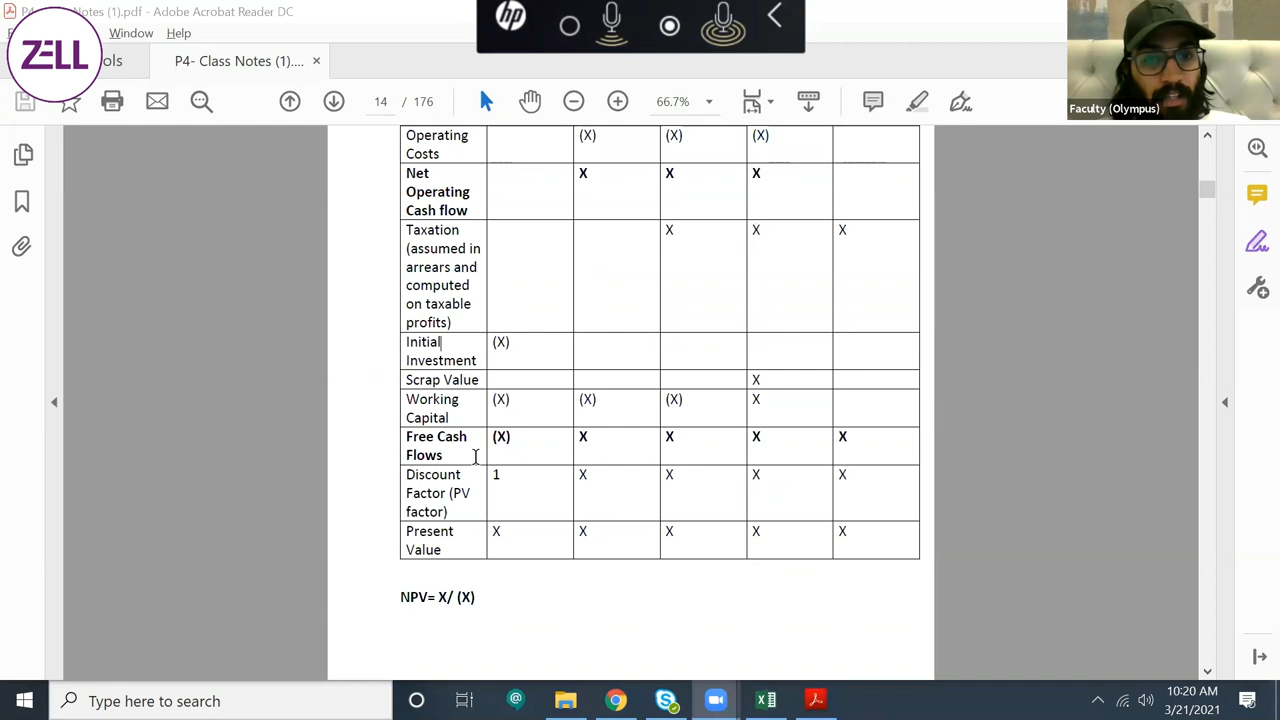 Notes (1).pdf - Adobe Acrobat Reader DC
Window Help
ZELL
P4- Class Notes (1).... ×
14 / 176
66.7%
hp
Faculty (Olympus)
Operating Costs (X) (X) (X)
Net Operating Cash flow X X X
Taxation (assumed in arrears and computed on taxable profits) X X X
Initial Investment (X)
Scrap Value X
Working Capital (X) (X) (X) X
Free Cash Flows (X) X X X X
Discount Factor (PV factor) 1 X X X X
Present Value X X X X X
NPV= X/ (X)
Type here to search
10:20 AM
3/21/2021